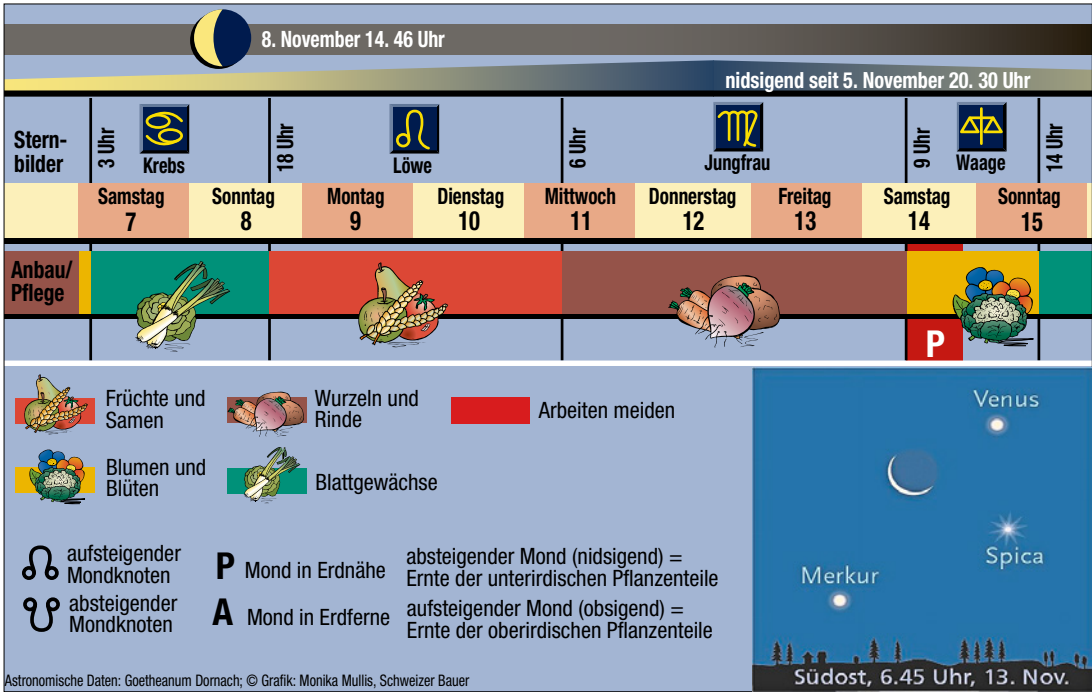 8. November 14. 46 Uhr
nidsigend seit 5. November 20. 30 Uhr
Stern-
bilder
3 Uhr
Krebs
18 Uhr
Löwe
6 Uhr
Jungfrau
9 Uhr
Waage
14 Uhr
Samstag
7
Sonntag
8
Montag
9
Dienstag
10
Mittwoch
11
Donnerstag
12
Freitag
13
Samstag
14
Sonntag
15
Anbau/
Pflege
P
Früchte und
Samen
Wurzeln und
Rinde
Arbeiten meiden
Blumen und
Blüten
Blattgewächse
aufsteigender
Mondknoten
P Mond in Erdnähe
absteigender Mond (nidsigend) =
Ernte der unterirdischen Pflanzenteile
absteigender
Mondknoten
A Mond in Erdferne
aufsteigender Mond (obsigend) =
Ernte der oberirdischen Pflanzenteile
Venus
Spica
Merkur
Südost, 6.45 Uhr, 13. Nov.
Astronomische Daten: Goetheanum Dornach; © Grafik: Monika Mullis, Schweizer Bauer